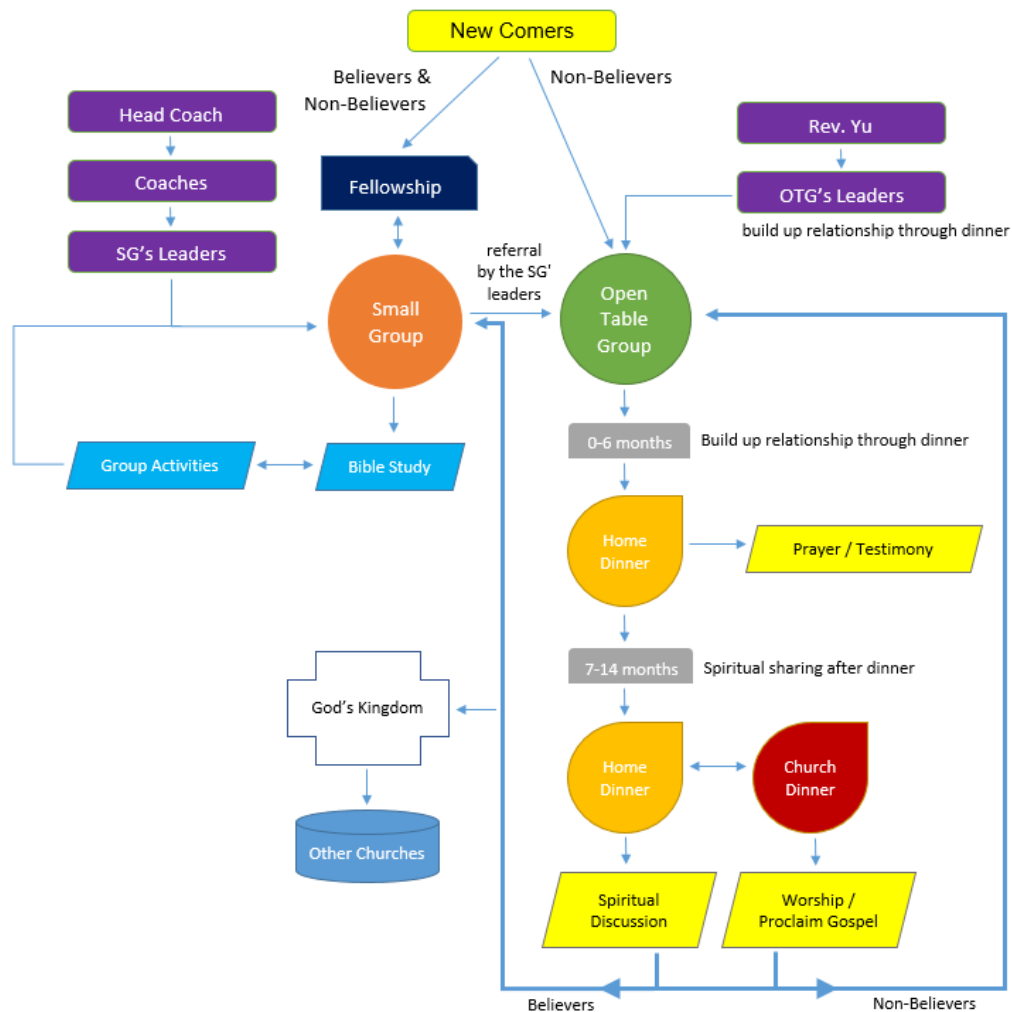 New Comers
Believers &
Non-Believers
Non-Believers
Head Coach
Coaches
SG's Leaders
Fellowship
Rev. Yu
OTG's Leaders
build up relationship through dinner
referral
by the SG'
leaders
Small
Group
Open
Table
Group
Group Activities
Bible Study
0-6 months
Build up relationship through dinner
Home
Dinner
Prayer / Testimony
7-14 months
Spiritual sharing after dinner
God's Kingdom
Home
Dinner
Church
Dinner
Other Churches
Spiritual
Discussion
Worship /
Proclaim Gospel
Believers
Non-Believers